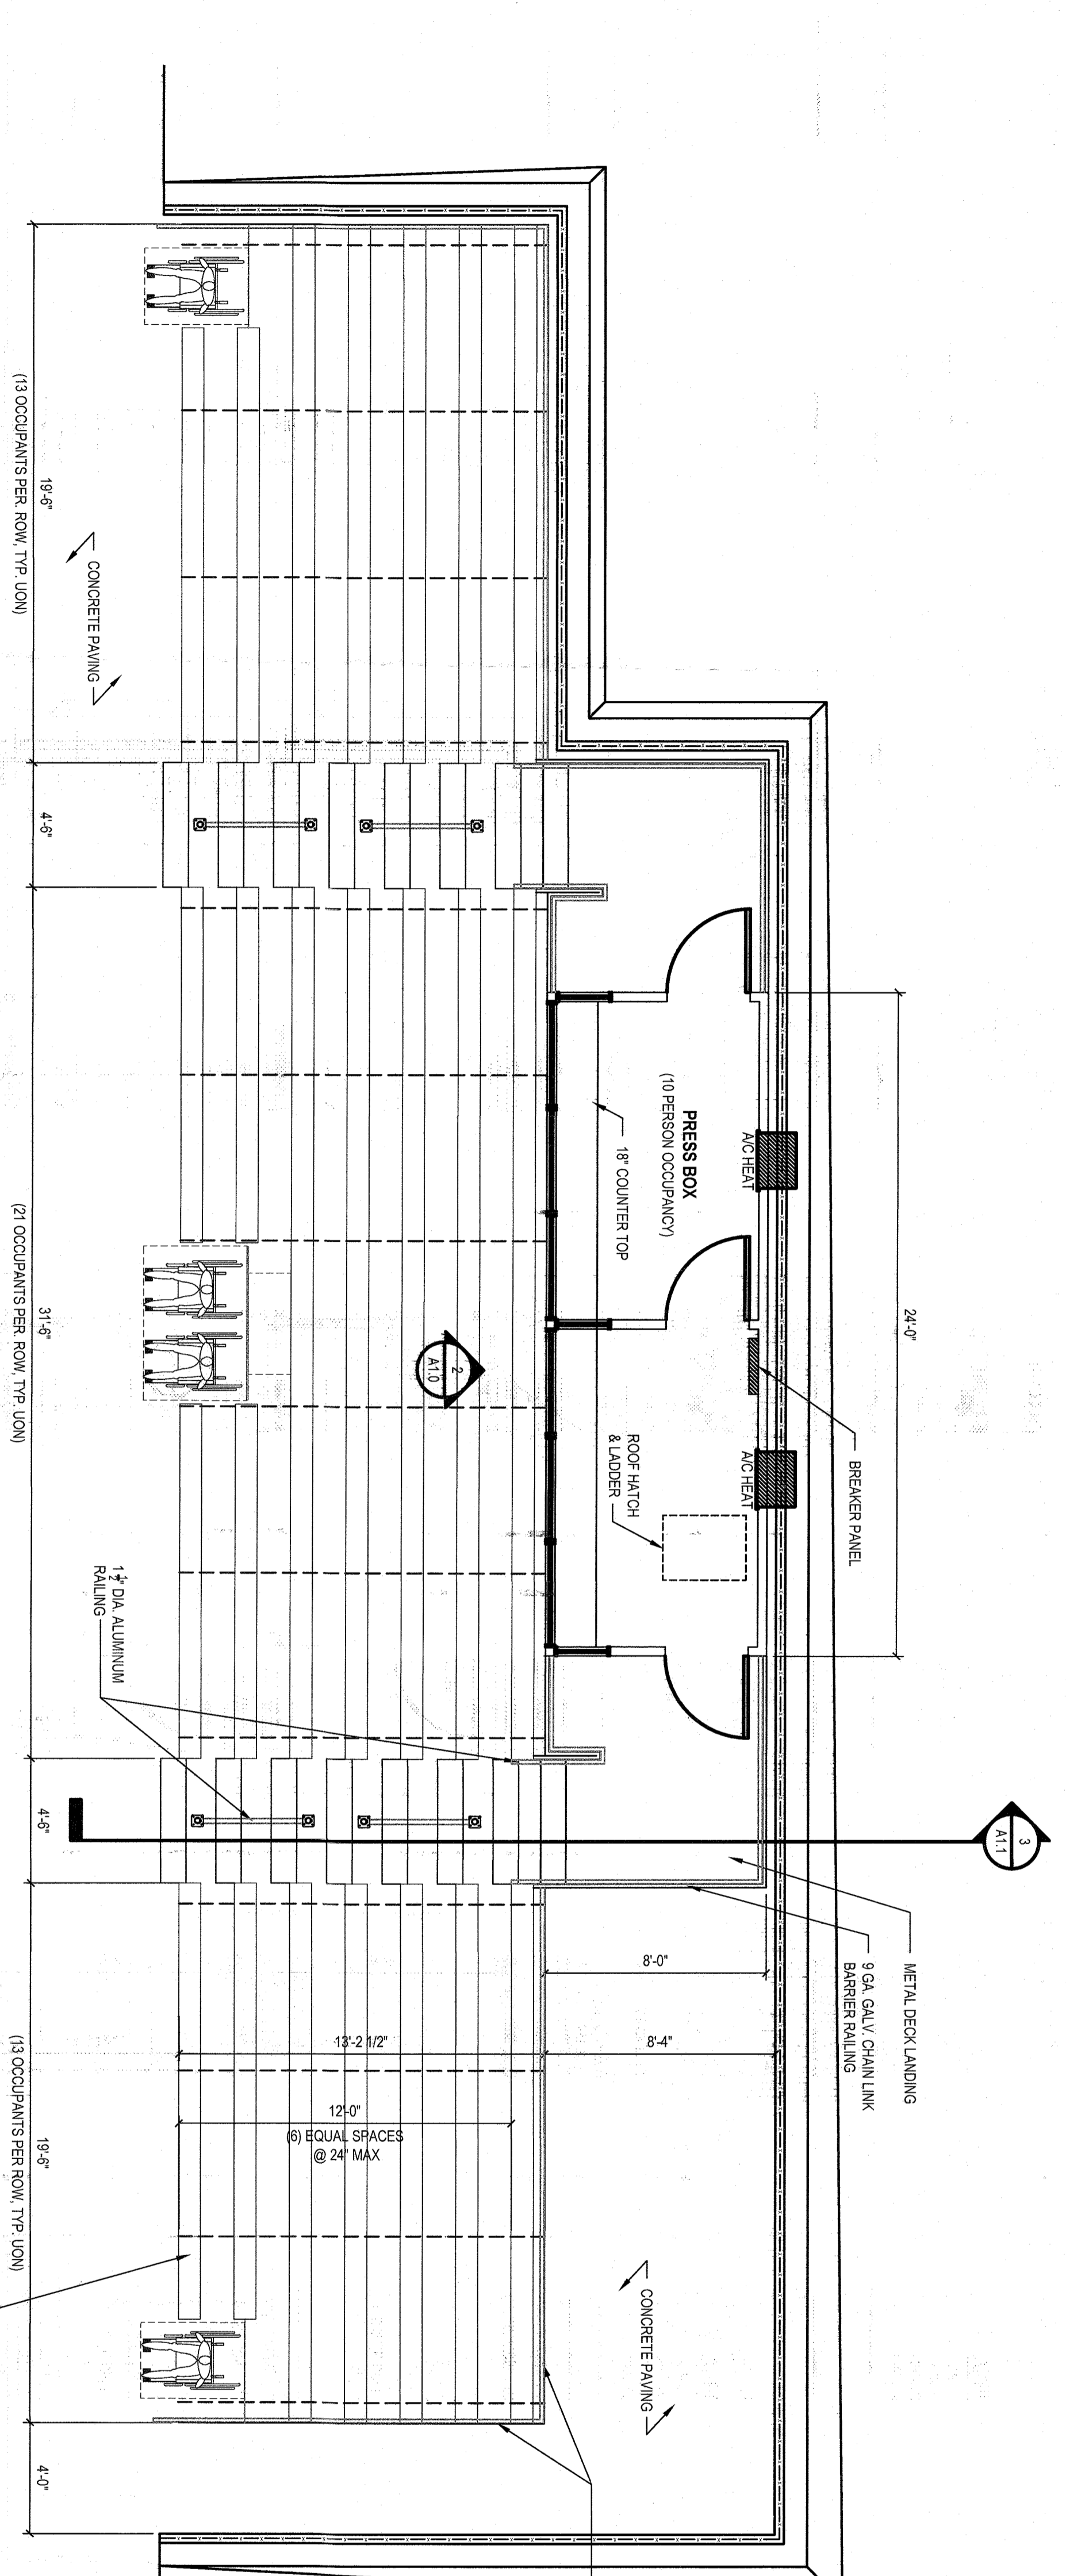 24'-0"
BREAKER PANEL
A/C HEAT
A/C HEAT
PRESS BOX
(10 PERSON OCCUPANCY)
18" COUNTER TOP
ROOF HATCH
& LADDER
2
A1.0
3
A1.1
METAL DECK LANDING
9 GA. GALV. CHAIN LINK
BARRIER RAILING
8'-0"
13'-2 1/2"
8'-4"
12'-0"
(6) EQUAL SPACES
@ 24" MAX
CONCRETE PAVING
CONCRETE PAVING
1 1/2" DIA. ALUMINUM
RAILING
19'-6"
(13 OCCUPANTS PER. ROW, TYP. UON)
4'-6"
31'-6"
(21 OCCUPANTS PER. ROW, TYP. UON)
4'-6"
19'-6"
(13 OCCUPANTS PER ROW, TYP. UON)
4'-0"